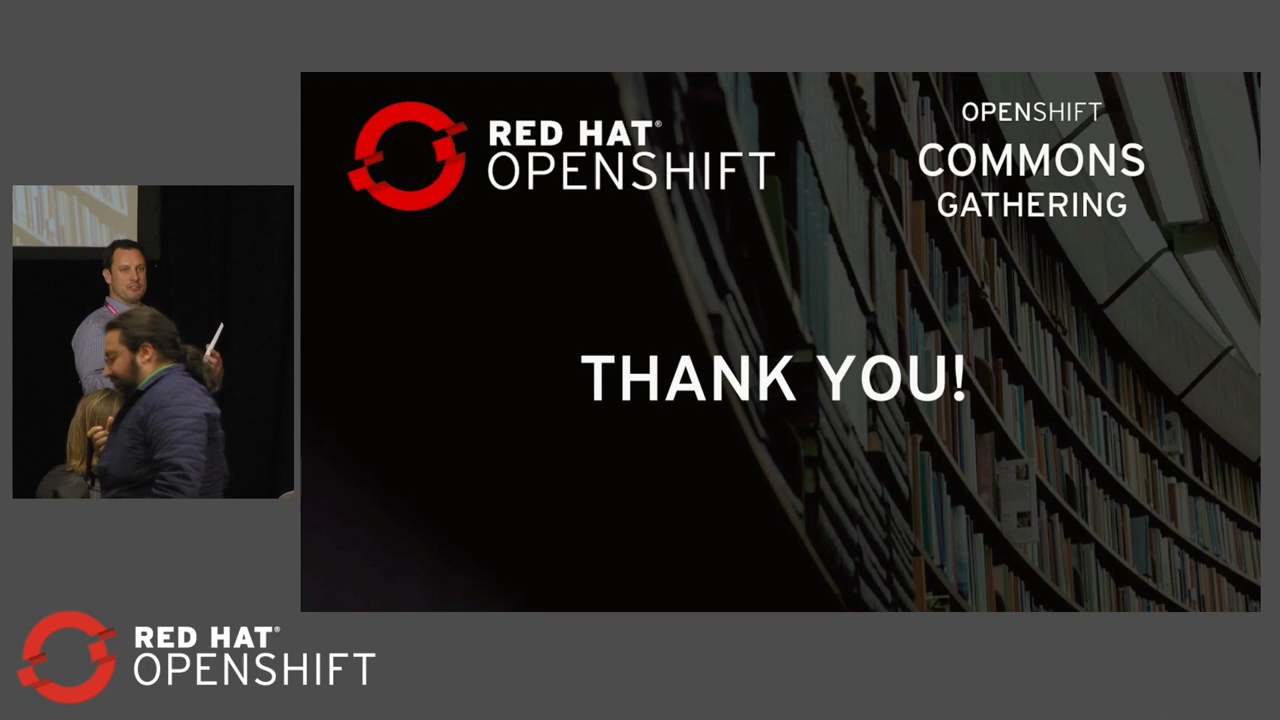 RED HAT®
OPENSHIFT
OPENSHIFT
COMMONS
GATHERING
THANK YOU!
RED HAT®
OPENSHIFT